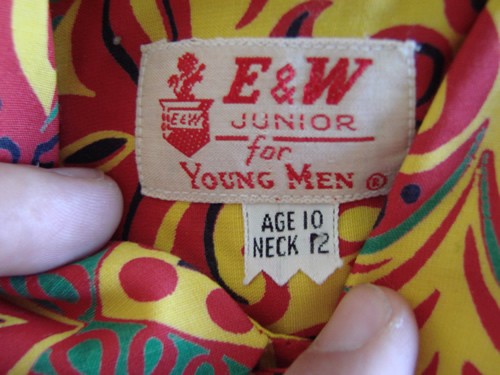 E&W
E&W
JUNIOR
for
YOUNG MEN ®
AGE 10
NECK 12